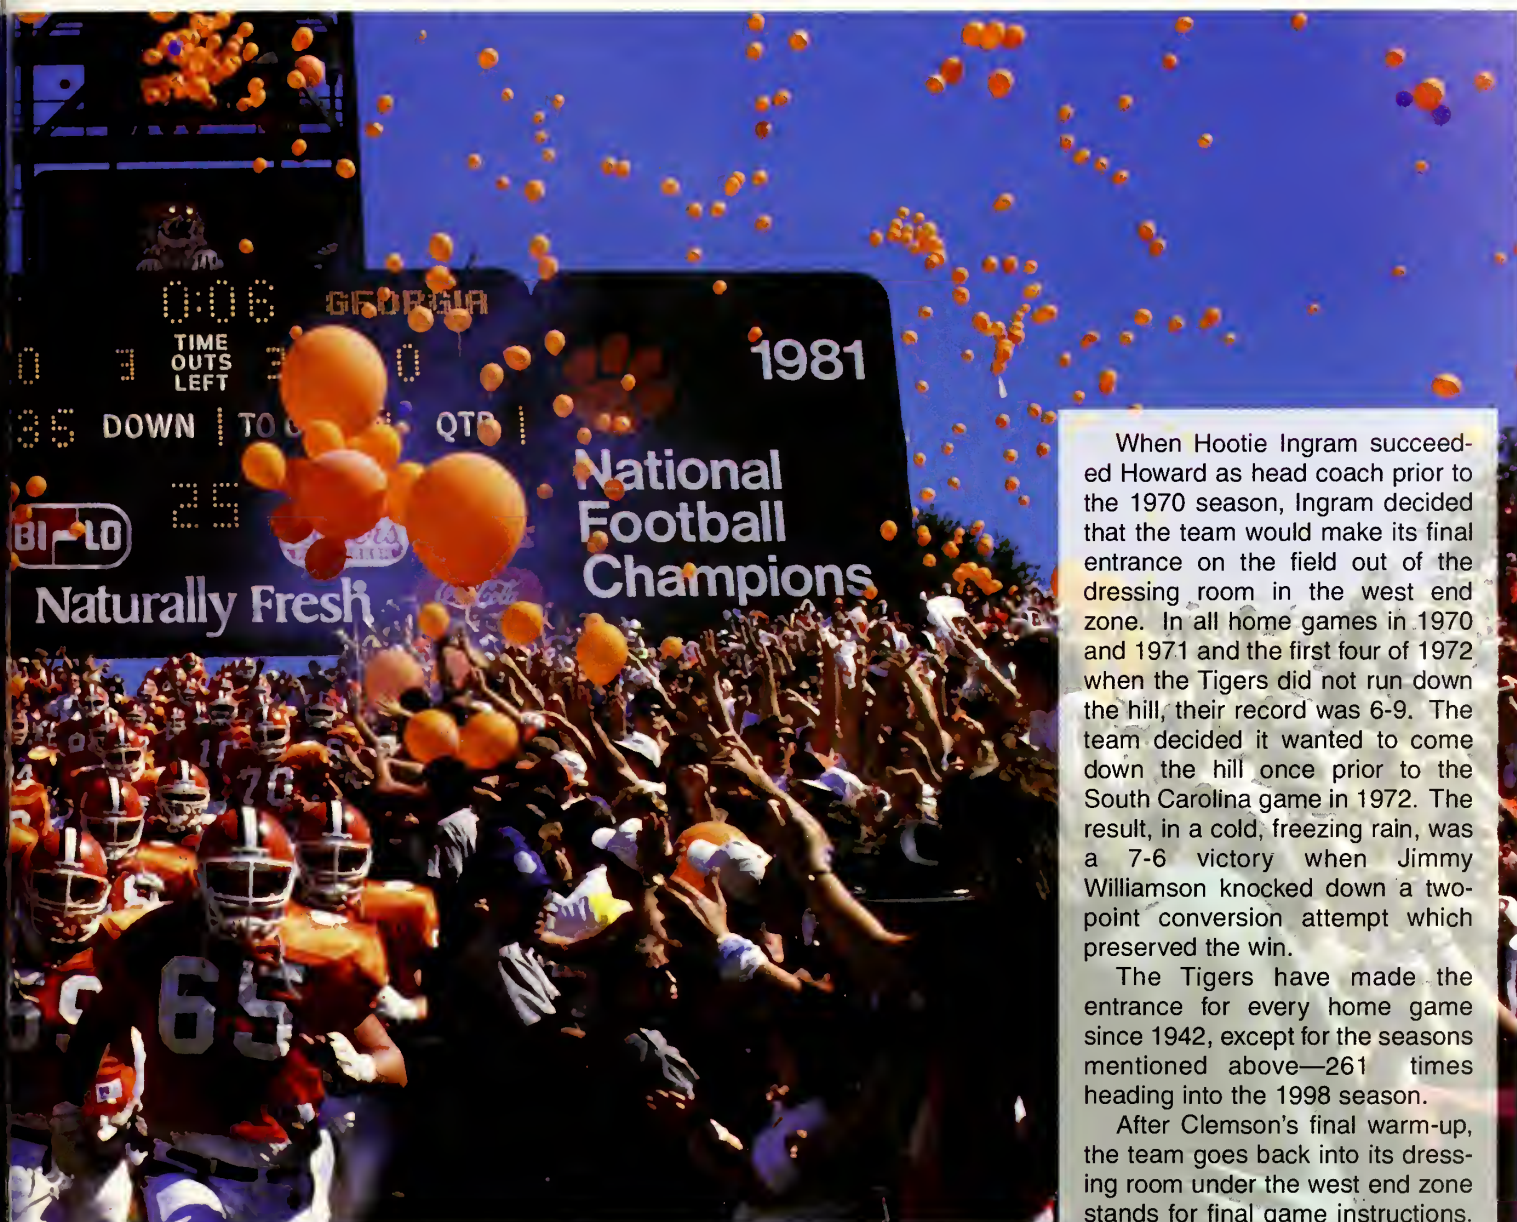 0:06 GEORGIA
TIME
OUTS
LEFT
0 3 0
35 DOWN TO QTR
25
BI-LO
Naturally Fresh
Coca-Cola
1981
National
Football
Champions
70
65
When Hootie Ingram succeed-
ed Howard as head coach prior to
the 1970 season, Ingram decided
that the team would make its final
entrance on the field out of the
dressing room in the west end
zone. In all home games in 1970
and 1971 and the first four of 1972
when the Tigers did not run down
the hill, their record was 6-9. The
team decided it wanted to come
down the hill once prior to the
South Carolina game in 1972. The
result, in a cold, freezing rain, was
a 7-6 victory when Jimmy
Williamson knocked down a two-
point conversion attempt which
preserved the win.
The Tigers have made the
entrance for every home game
since 1942, except for the seasons
mentioned above—261 times
heading into the 1998 season.
After Clemson's final warm-up,
the team goes back into its dress-
ing room under the west end zone
stands for final game instructions.